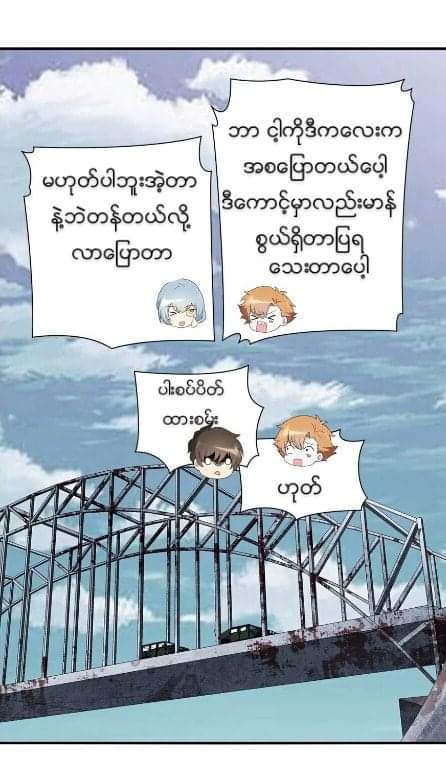 ဘာ ငါ့ကိုဒီကလေးက
အစပြောတယ်ပေါ့
ဒီကောင့်မှာလည်းမာန်
စွယ်ရှိတာပြရ
သေးတာပေါ့
မဟုတ်ပါဘူးအဲ့တာ
နဲ့ဘဲတန်တယ်လို့
လာပြောတာ
ပါးစပ်ပိတ်
ထားစမ်း
ဟုတ်